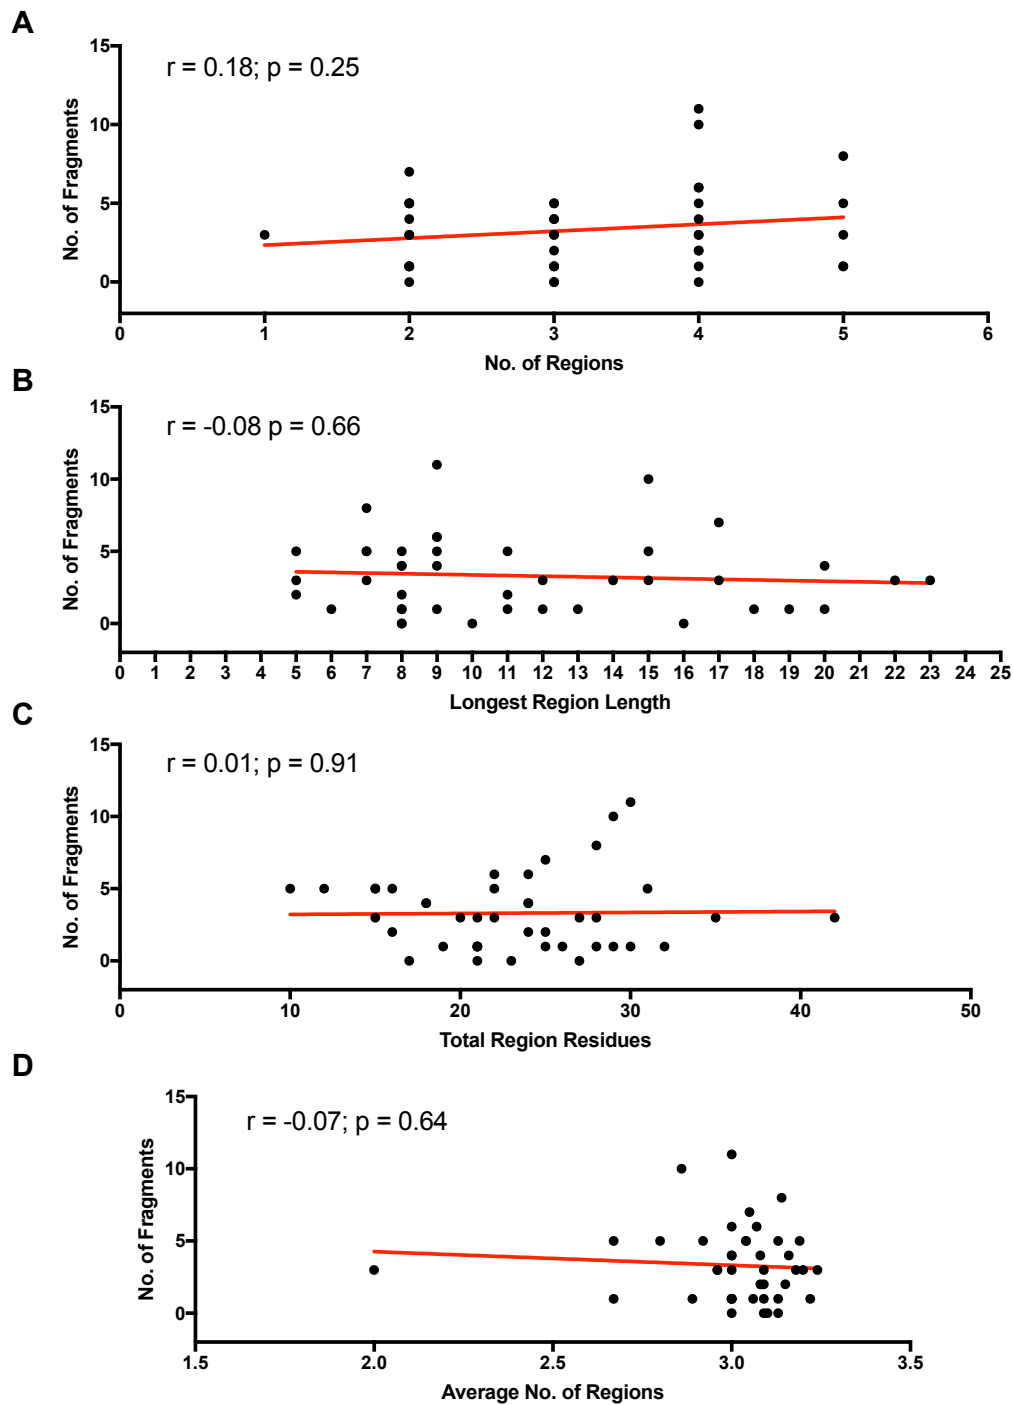 A
r = 0.18; p = 0.25
No. of Fragments
15
10
5
0
0 1 2 3 4 5 6
No. of Regions
B
r = -0.08 p = 0.66
No. of Fragments
15
10
5
0
0 1 2 3 4 5 6 7 8 9 10 11 12 13 14 15 16 17 18 19 20 22 23 24 25
Longest Region Length
C
r = 0.01; p = 0.91
No. of Fragments
15
10
5
0
0 10 20 30 40 50
Total Region Residues
D
r = -0.07; p = 0.64
No. of Fragments
15
10
5
0
1.5 2.0 2.5 3.0 3.5
Average No. of Regions